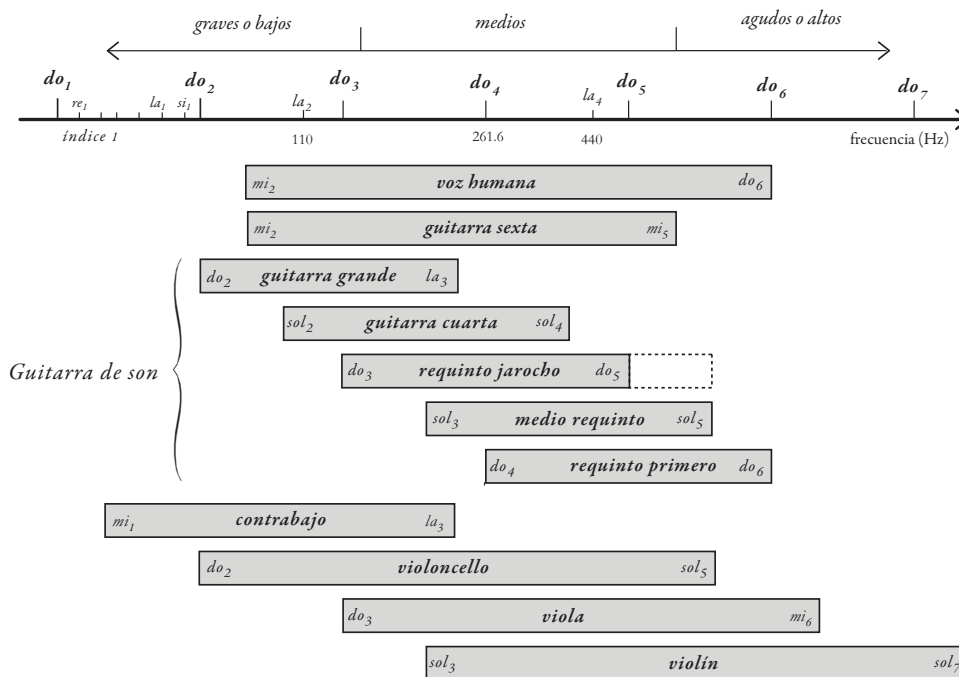 graves o bajos medios agudos o altos
do1 do2 do3 do4 do5 do6 do7
re1 la1 si1 la2 la4
índice 1 110 261.6 440 frecuencia (Hz)
mi2 voz humana do6
mi2 guitarra sexta mi5
do2 guitarra grande la3
sol2 guitarra cuarta sol4
Guitarra de son
do3 requinto jarocho do5
sol3 medio requinto sol5
do4 requinto primero do6
mi1 contrabajo la3
do2 violoncello sol5
do3 viola mi6
sol3 violín sol7